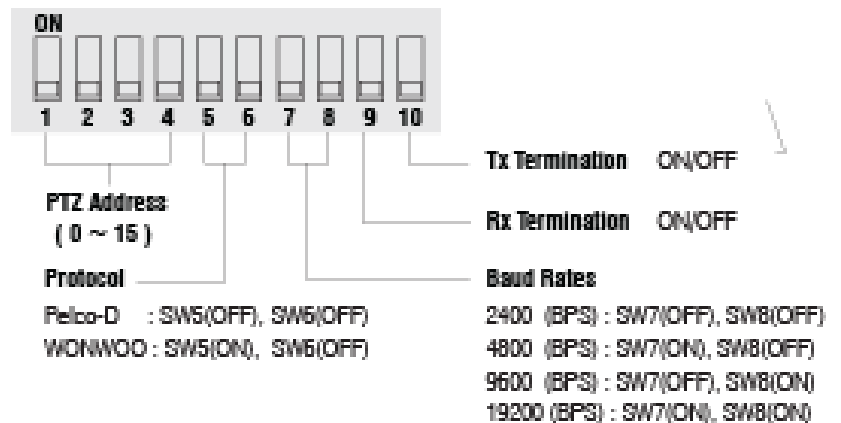 ON
1 2 3 4 5 6 7 8 9 10
PTZ Address
( 0 ~ 15 )
Protocol
Pelco-D : SW5(OFF), SW6(OFF)
WONWOO : SW5(ON), SW6(OFF)
Tx Termination ON/OFF
Rx Termination ON/OFF
Baud Rates
2400 (BPS) : SW7(OFF), SW8(OFF)
4800 (BPS) : SW7(ON), SW8(OFF)
9600 (BPS) : SW7(OFF), SW8(ON)
19200 (BPS) : SW7(ON), SW8(ON)